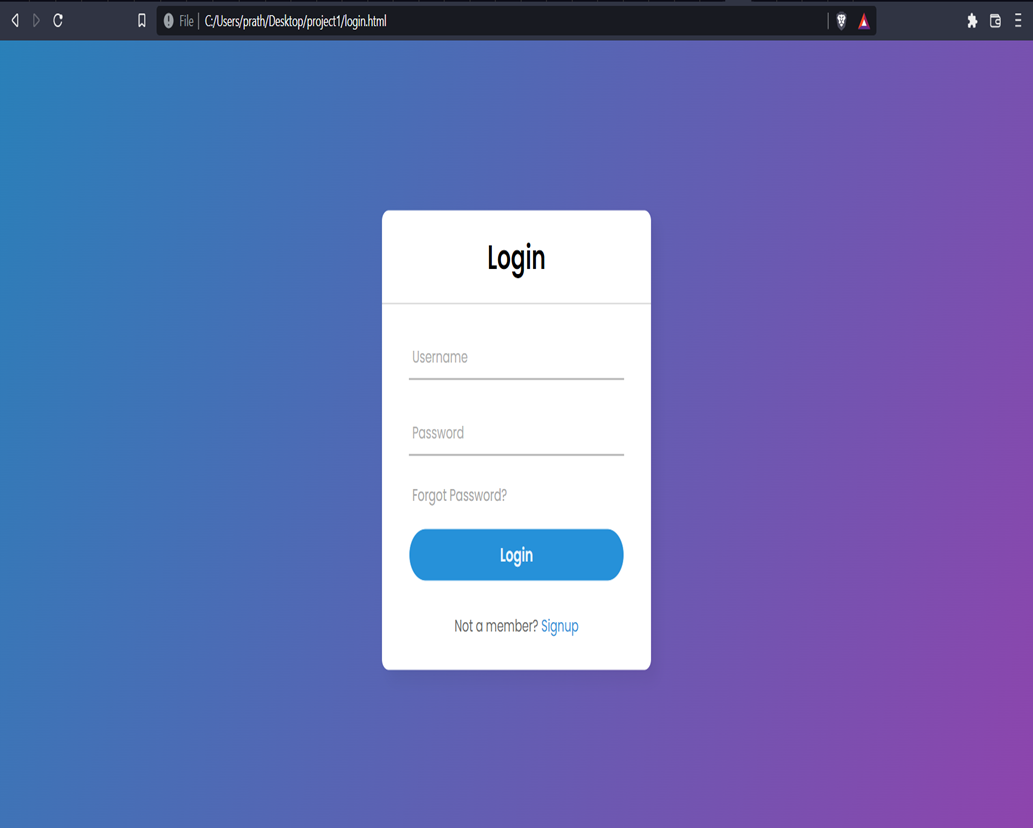 File | C:/Users/prath/Desktop/project1/login.html
Login
Username
Password
Forgot Password?
Login
Not a member? Signup